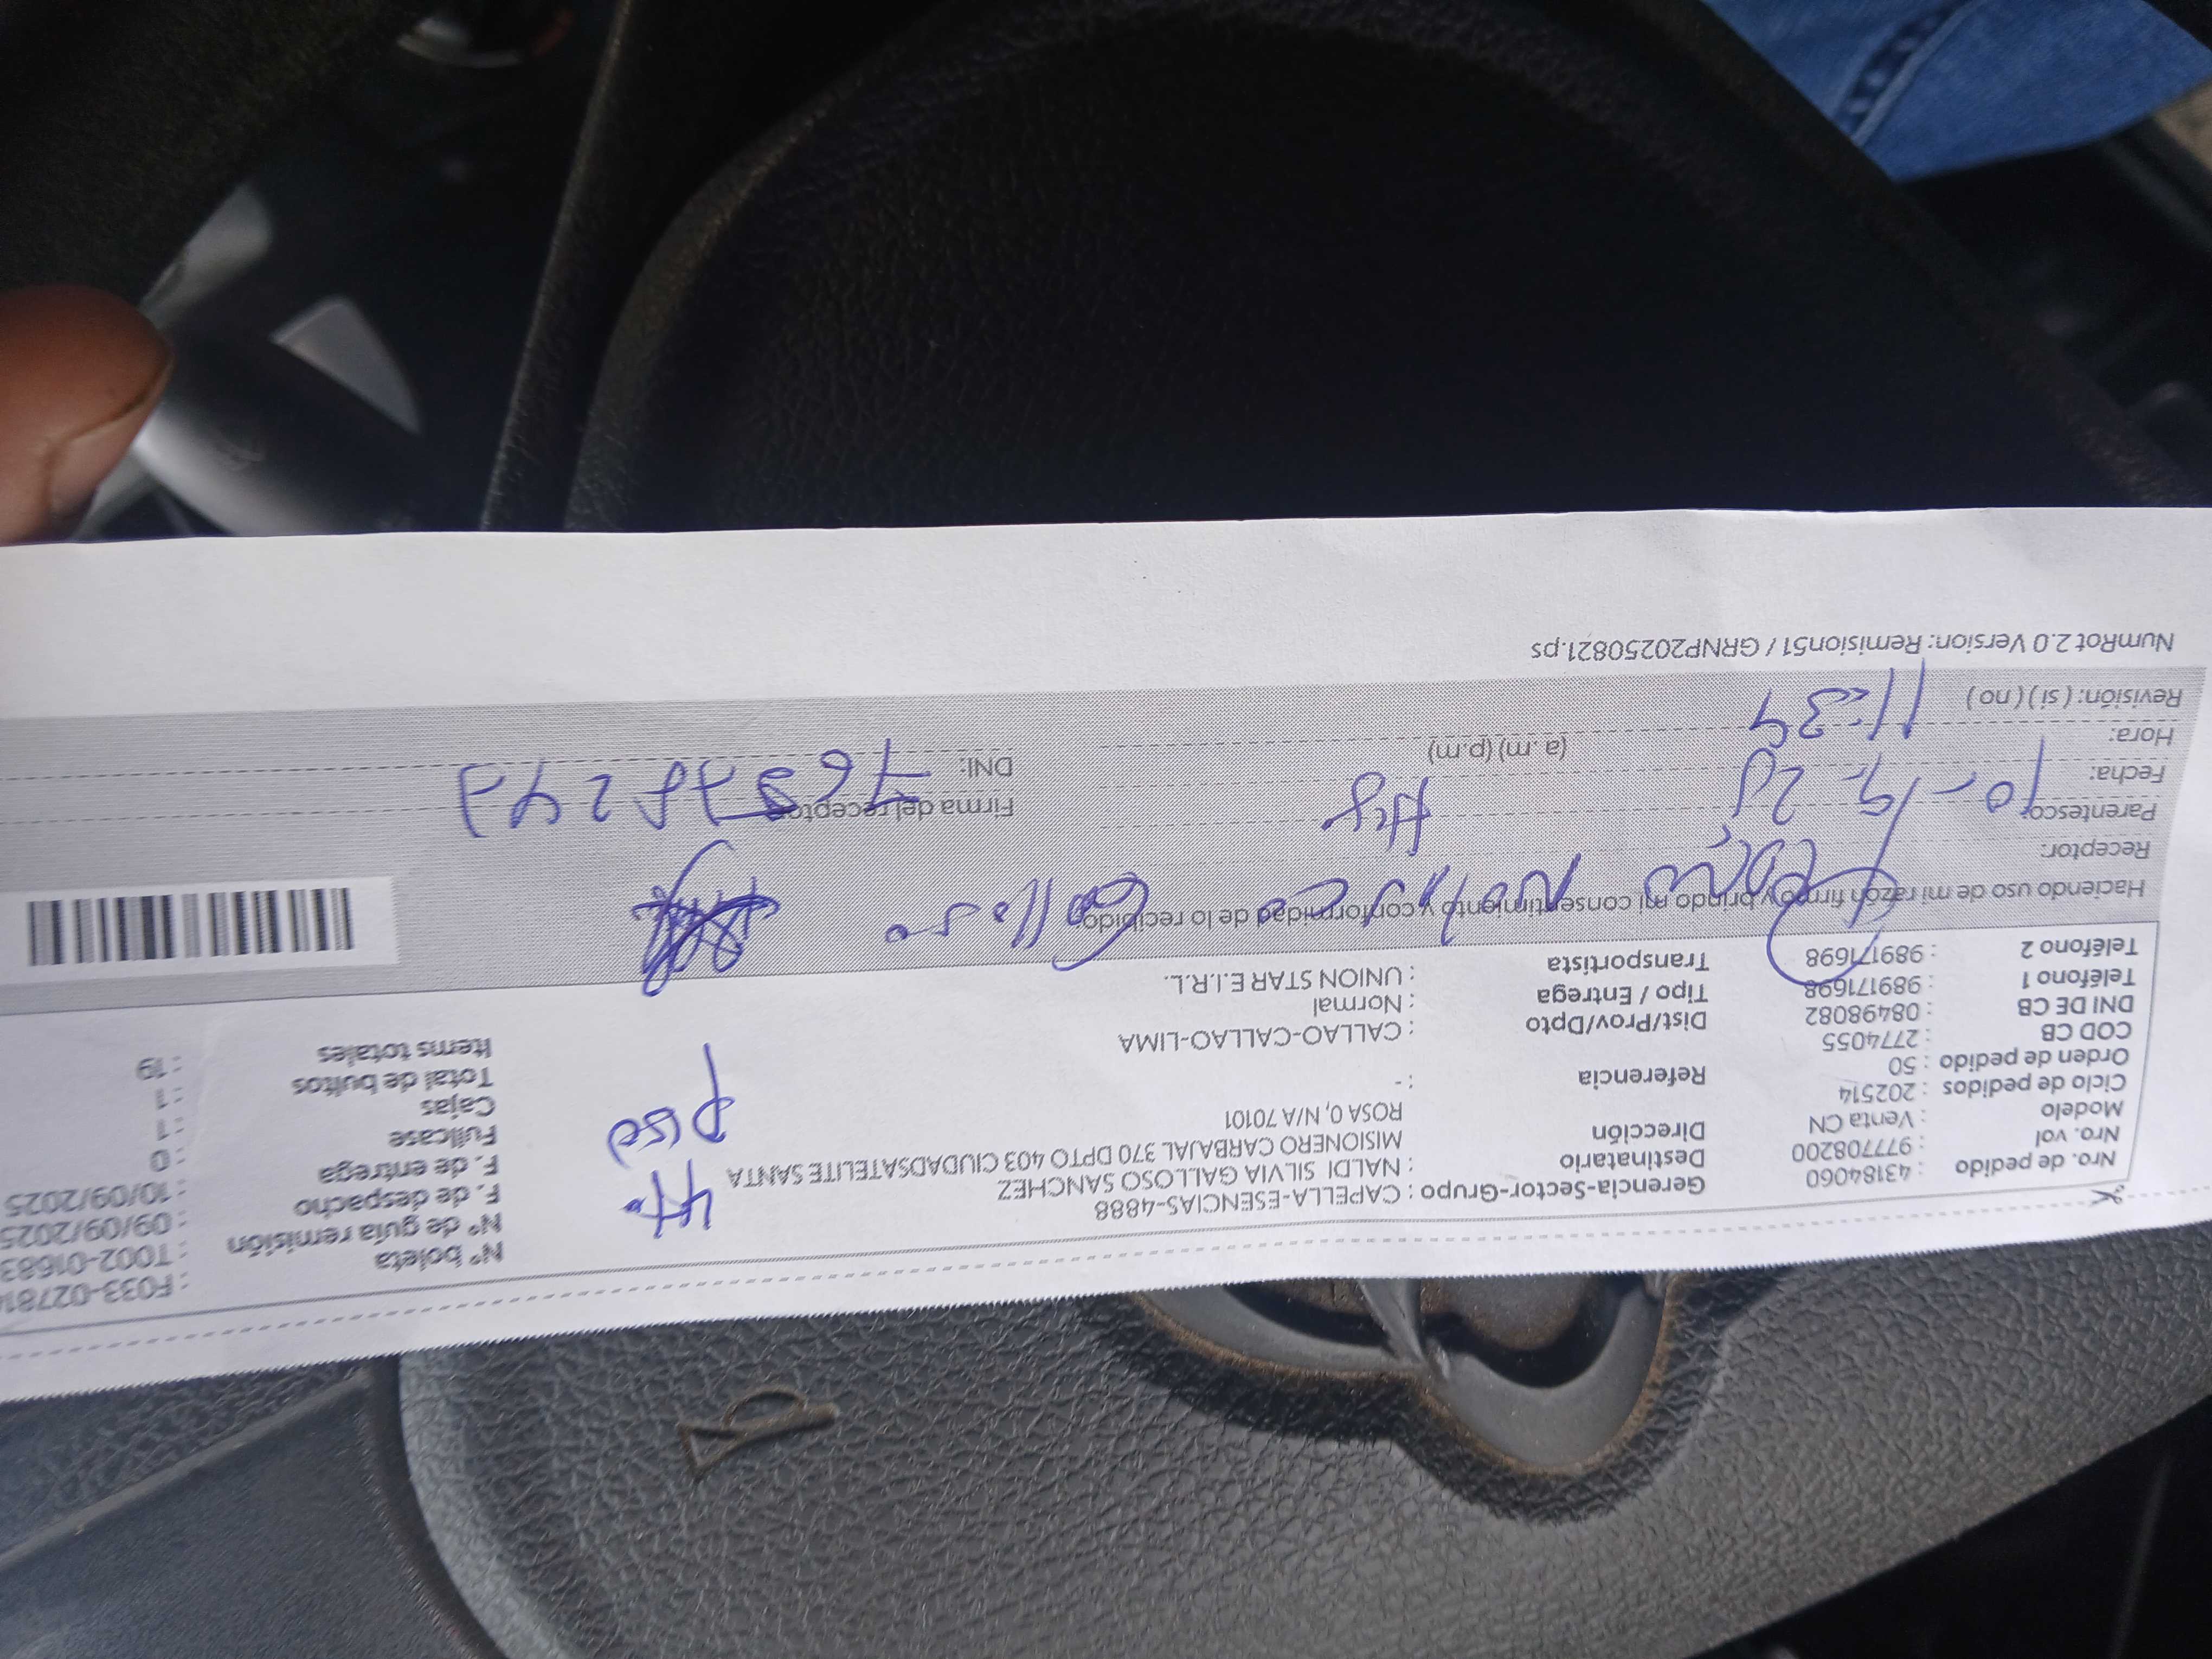 Nro. de pedido : 43184060
Nro. vol : 977708200
Modelo : Venta CN
Ciclo de pedidos : 202514
Orden de pedido : 50
COD CB : 2774055
DNI DE CB : 08498082
Teléfono 1 : 989171698
Teléfono 2 : 989171698
Gerencia-Sector-Grupo : CAPELLA-ESENCIAS-4888
Destinatario : NALDI SILVIA GALLOSO SANCHEZ
Dirección MISIONERO CARBAJAL 370 DPTO 403 CIUDADSATELITE SANTA
ROSA 0, N/A 70101
Referencia : -
Dist/Prov/Dpto : CALLAO-CALLAO-LIMA
Tipo / Entrega : Normal
Transportista : UNION STAR E.I.R.L.
4to
piso
N° boleta : F033-02781
N° de guía remisión : T002-01683
F. de despacho : 09/09/2025
F. de entrega : 10/09/2025
Fullcase : 0
Cajas : 1
Total de bultos : 1
Items totales : 19
Haciendo uso de mi razón firmo y brindo mi consentimiento y conformidad de lo recibido.
Receptor: Galloso
Parentesco:
Fecha: 10-9-25
Hora: 11:34 (a. m) (p.m)
Revisión: ( si ) ( no )
Firma del receptor
DNI:
NumRot 2.0 Version: Remision51 / GRNP20250821.ps